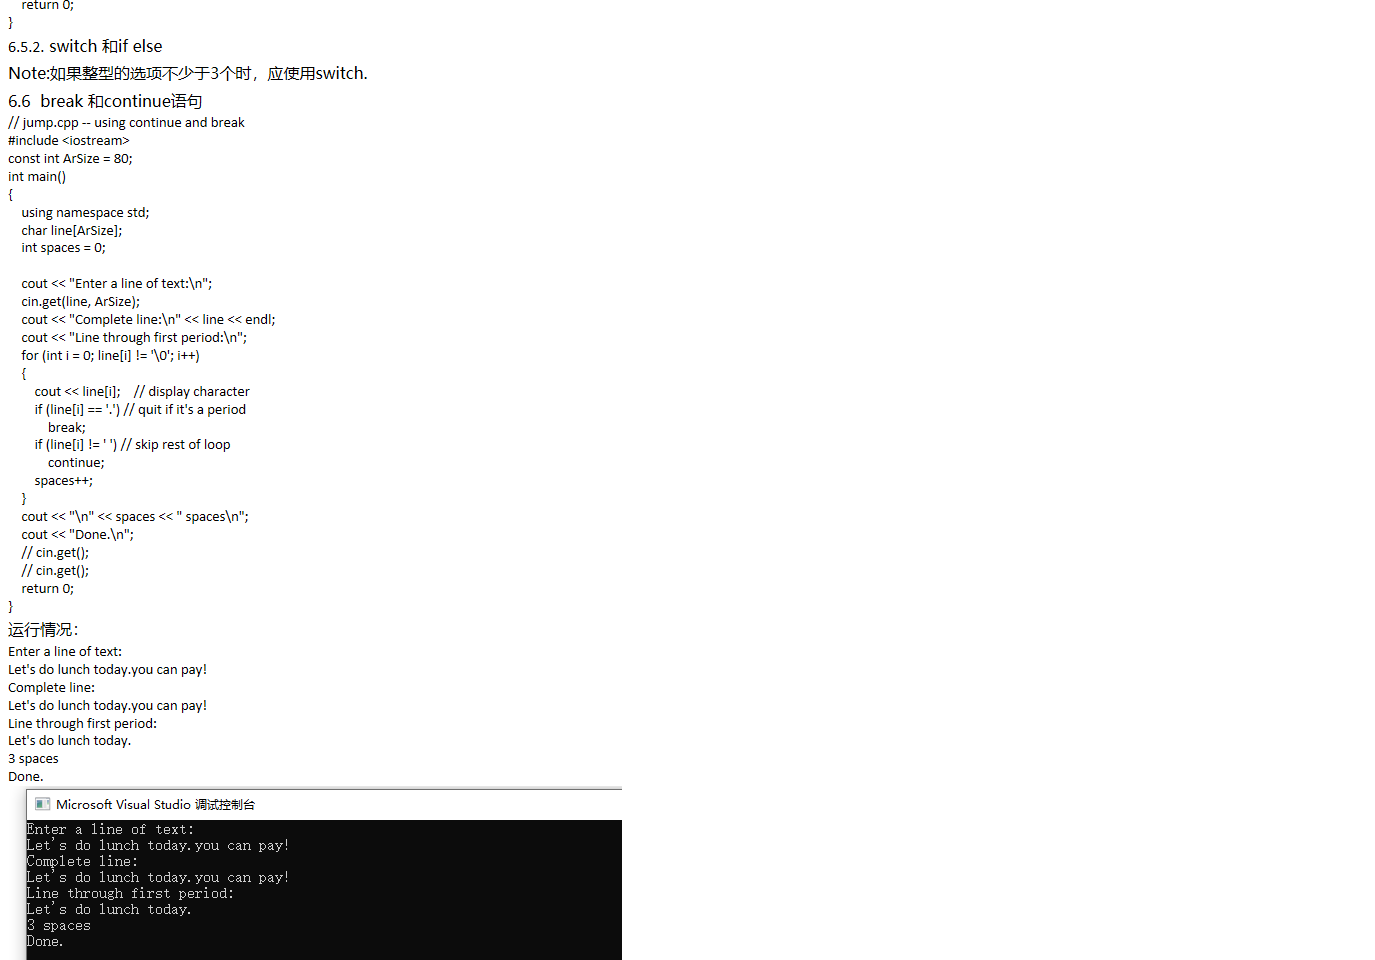 return 0;
}
6.5.2. switch 和if else
Note:如果整型的选项不少于3个时，应使用switch.
6.6  break 和continue语句
// jump.cpp -- using continue and break
#include <iostream>
const int ArSize = 80;
int main()
{
    using namespace std;
    char line[ArSize];
    int spaces = 0;

    cout << "Enter a line of text:\n";
    cin.get(line, ArSize);
    cout << "Complete line:\n" << line << endl;
    cout << "Line through first period:\n";
    for (int i = 0; line[i] != '\0'; i++)
    {
        cout << line[i];    // display character
        if (line[i] == '.') // quit if it's a period
            break;
        if (line[i] != ' ') // skip rest of loop
            continue;
        spaces++;
    }
    cout << "\n" << spaces << " spaces\n";
    cout << "Done.\n";
    // cin.get();
    // cin.get();
    return 0;
}
运行情况：
Enter a line of text:
Let's do lunch today.you can pay!
Complete line:
Let's do lunch today.you can pay!
Line through first period:
Let's do lunch today.
3 spaces
Done.
Microsoft Visual Studio 调试控制台
Enter a line of text:
Let's do lunch today.you can pay!
Complete line:
Let's do lunch today.you can pay!
Line through first period:
Let's do lunch today.
3 spaces
Done.